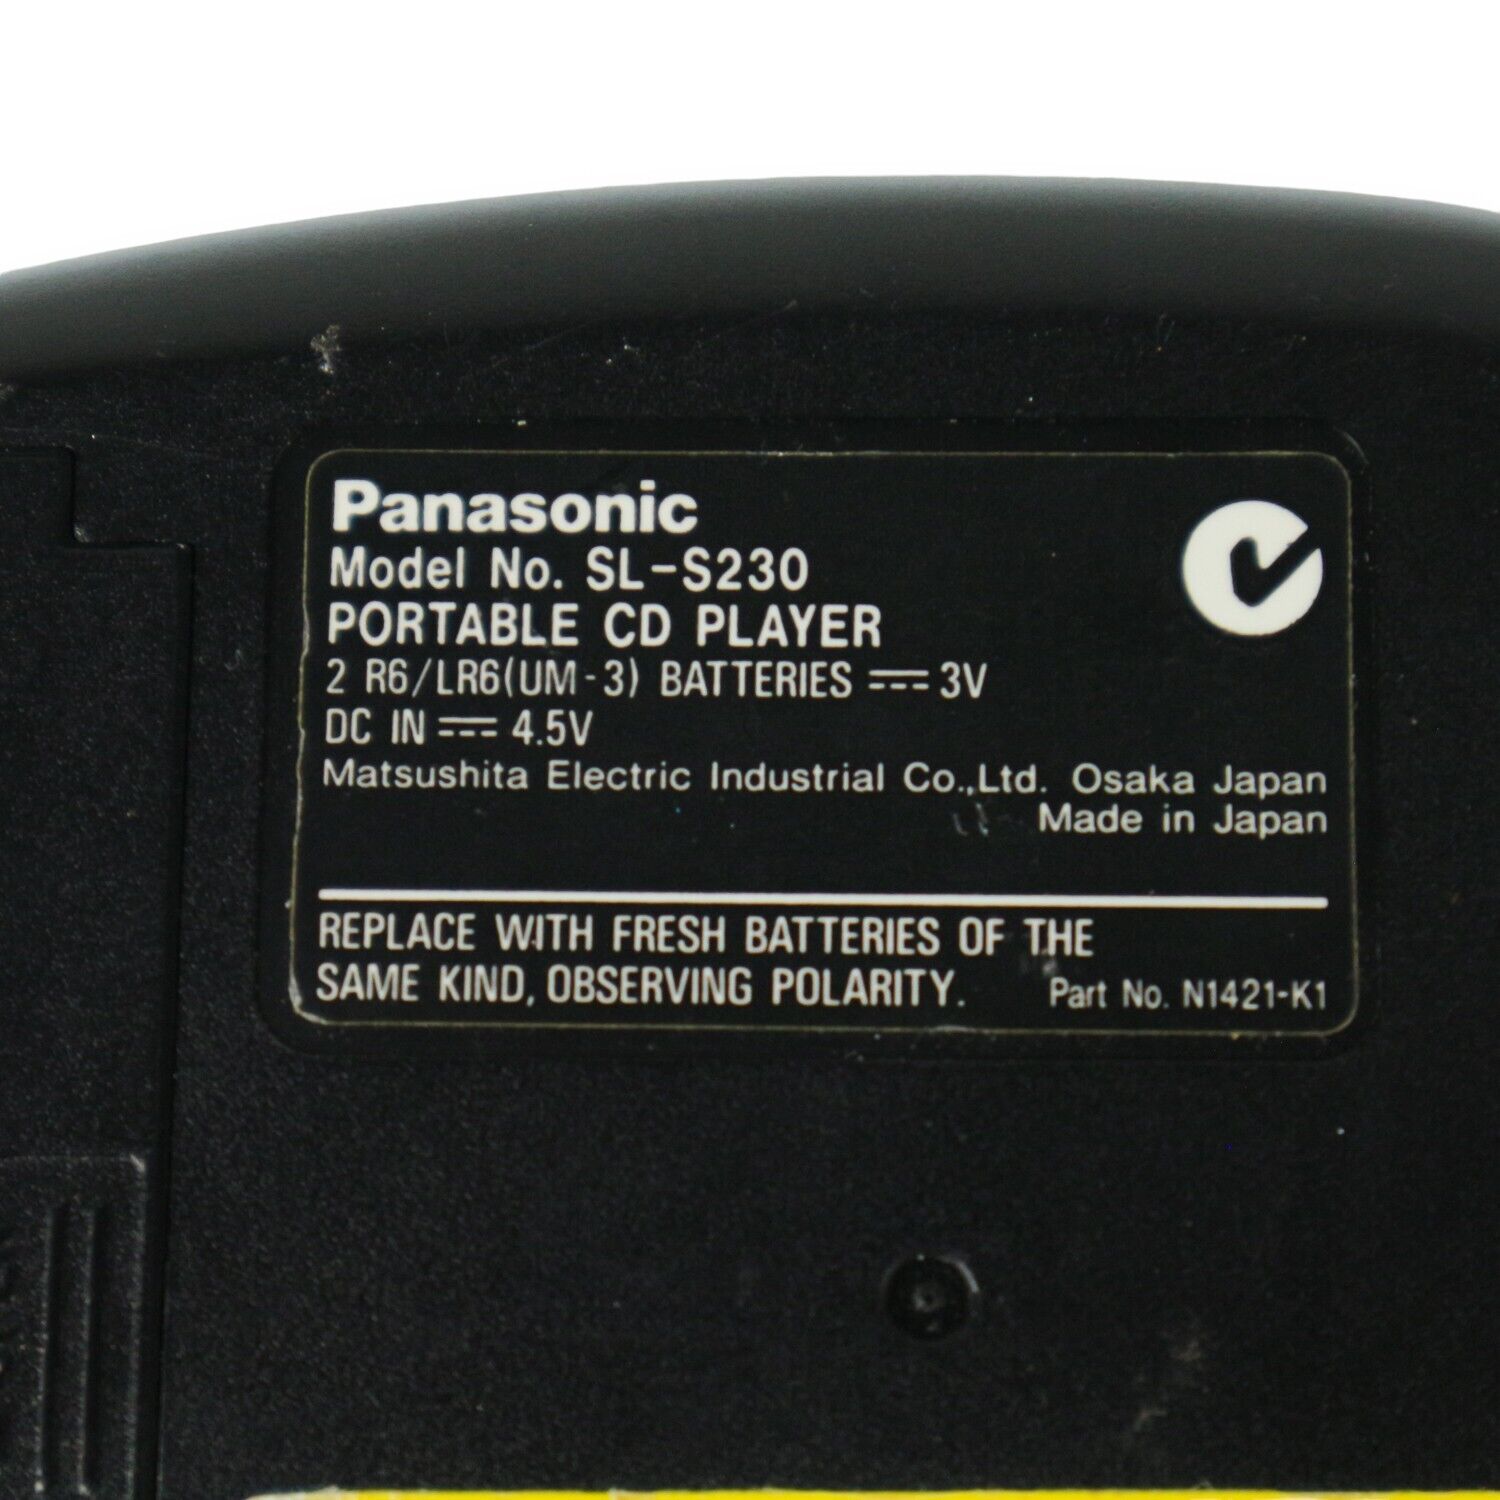 Panasonic
Model No. SL-S230
PORTABLE CD PLAYER
2 R6/LR6(UM-3) BATTERIES ⎓ 3V
DC IN ⎓ 4.5V
Matsushita Electric Industrial Co.,Ltd. Osaka Japan
Made in Japan
REPLACE WITH FRESH BATTERIES OF THE
SAME KIND, OBSERVING POLARITY.
Part No. N1421-K1